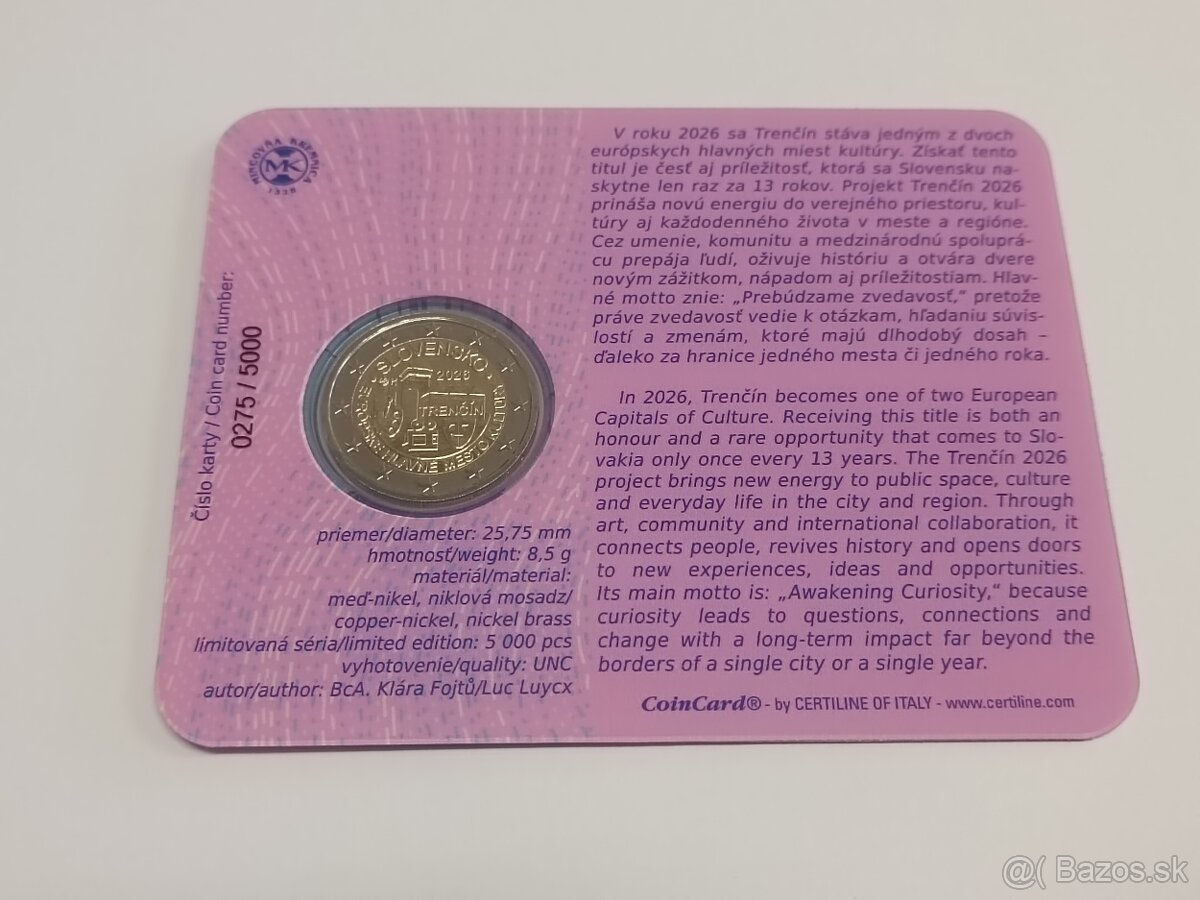 MINCOVŇA KREMNICA
MK
Číslo karty / Coin card number:
0275 / 5000
SLOVENSKO
2026
TRENČÍN
EURÓPSKE HLAVNÉ MESTO KULTÚRY
priemer/diameter: 25,75 mm
hmotnosť/weight: 8,5 g
materiál/material:
meď-nikel, niklová mosadz/
copper-nickel, nickel brass
limitovaná séria/limited edition: 5 000 pcs
vyhotovenie/quality: UNC
autor/author: BcA. Klára Fojtů/Luc Luycx
V roku 2026 sa Trenčín stáva jedným z dvoch
európskych hlavných miest kultúry. Získať tento
titul je česť aj príležitosť, ktorá sa Slovensku na-
skytne len raz za 13 rokov. Projekt Trenčín 2026
prináša novú energiu do verejného priestoru, kul-
túry aj každodenného života v meste a regióne.
Cez umenie, komunitu a medzinárodnú spoluprá-
cu prepája ľudí, oživuje históriu a otvára dvere
novým zážitkom, nápadom aj príležitostiam. Hlav-
né motto znie: „Prebúdzame zvedavosť,“ pretože
práve zvedavosť vedie k otázkam, hľadaniu súvis-
lostí a zmenám, ktoré majú dlhodobý dosah –
ďaleko za hranice jedného mesta či jedného roka.
In 2026, Trenčín becomes one of two European
Capitals of Culture. Receiving this title is both an
honour and a rare opportunity that comes to Slo-
vakia only once every 13 years. The Trenčín 2026
project brings new energy to public space, culture
and everyday life in the city and region. Through
art, community and international collaboration, it
connects people, revives history and opens doors
to new experiences, ideas and opportunities.
Its main motto is: „Awakening Curiosity,“ because
curiosity leads to questions, connections and
change with a long-term impact far beyond the
borders of a single city or a single year.
CoinCard® - by CERTILINE OF ITALY - www.certiline.com
@( Bazos.sk